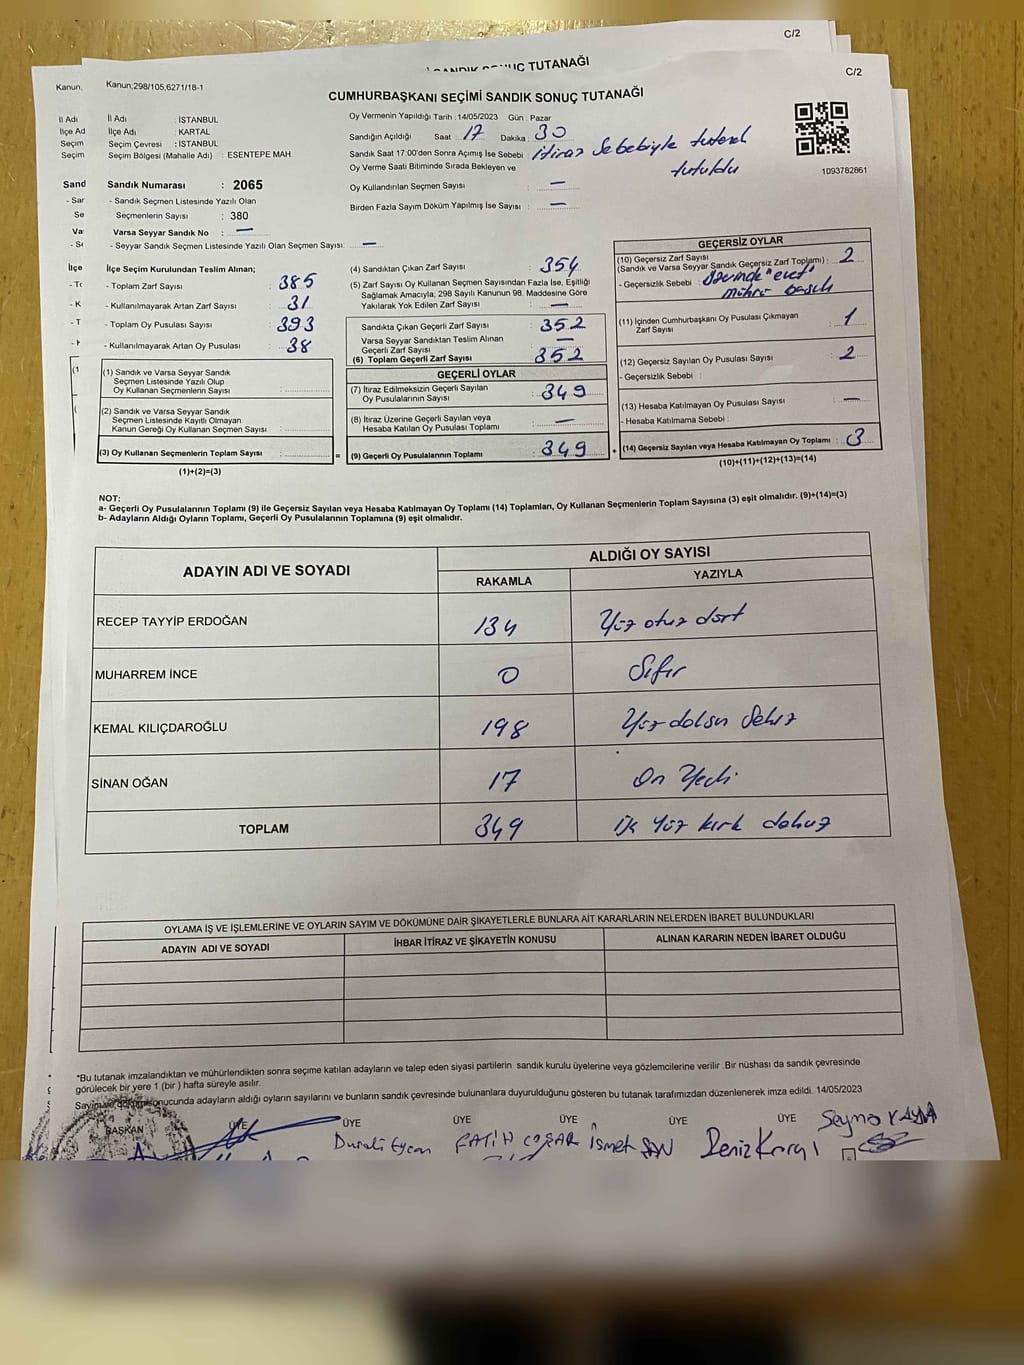 C/2
SANDIK SONUÇ TUTANAĞI
C/2
Kanun,
Kanun;298/105,6271/18-1
CUMHURBAŞKANI SEÇİMİ SANDIK SONUÇ TUTANAĞI
İl Adı
İl Adı : İSTANBUL
Oy Vermenin Yapıldığı Tarih :14/05/2023 Gün : Pazar
İlçe Ad
İlçe Adı : KARTAL
Sandığın Açıldığı Saat : 17 Dakika : 30
Seçim
Seçim Çevresi : İSTANBUL
Sandık Saat 17:00'den Sonra Açılmış İse Sebebi : itiraz Sebebiyle tutanak
tutuldu
Seçim
Seçim Bölgesi (Mahalle Adı) : ESENTEPE MAH.
Oy Verme Saati Bitiminde Sırada Bekleyen ve
Oy Kullandırılan Seçmen Sayısı : —
1093782861
Sand
Sandık Numarası : 2065
Birden Fazla Sayım Döküm Yapılmış İse Sayısı : —
- Sar
- Sandık Seçmen Listesinde Yazılı Olan
Se
Seçmenlerin Sayısı : 380
Va
Varsa Seyyar Sandık No : —
- Se
- Seyyar Sandık Seçmen Listesinde Yazılı Olan Seçmen Sayısı: —
İlçe
İlçe Seçim Kurulundan Teslim Alınan;
- To
- Toplam Zarf Sayısı : 385
- K
- Kullanılmayarak Artan Zarf Sayısı : 31
- T
- Toplam Oy Pusulası Sayısı : 393
- Kullanılmayarak Artan Oy Pusulası : 38
(4) Sandıktan Çıkan Zarf Sayısı : 354
(5) Zarf Sayısı Oy Kullanan Seçmen Sayısından Fazla İse, Eşitliği
Sağlamak Amacıyla, 298 Sayılı Kanunun 98. Maddesine Göre
Yakılarak Yok Edilen Zarf Sayısı : —
Sandıkta Çıkan Geçerli Zarf Sayısı : 352
Varsa Seyyar Sandıktan Teslim Alınan
Geçerli Zarf Sayısı : —
(6) Toplam Geçerli Zarf Sayısı : 352
GEÇERSİZ OYLAR
(10) Geçersiz Zarf Sayısı
(Sandık ve Varsa Seyyar Sandık Geçersiz Zarf Toplamı) : 2
- Geçersizlik Sebebi : üzerinde "evet"
mührü basılı
(11) İçinden Cumhurbaşkanı Oy Pusulası Çıkmayan
Zarf Sayısı : 1
(12) Geçersiz Sayılan Oy Pusulası Sayısı : 2
- Geçersizlik Sebebi :
(13) Hesaba Katılmayan Oy Pusulası Sayısı : —
- Hesaba Katılmama Sebebi :
(14) Geçersiz Sayılan veya Hesaba Katılmayan Oy Toplamı : 3
(10)+(11)+(12)+(13)=(14)
(1
(1) Sandık ve Varsa Seyyar Sandık
Seçmen Listesinde Yazılı Olup
Oy Kullanan Seçmenlerin Sayısı :
(2) Sandık ve Varsa Seyyar Sandık
Seçmen Listesinde Kayıtlı Olmayan
Kanun Gereği Oy Kullanan Seçmen Sayısı :
(3) Oy Kullanan Seçmenlerin Toplam Sayısı :
(1)+(2)=(3)
=
GEÇERLİ OYLAR
(7) İtiraz Edilmeksizin Geçerli Sayılan
Oy Pusulalarının Sayısı : 349
(8) İtiraz Üzerine Geçerli Sayılan veya
Hesaba Katılan Oy Pusulası Toplamı : —
(9) Geçerli Oy Pusulalarının Toplamı : 349
+
NOT:
a- Geçerli Oy Pusulalarının Toplamı (9) ile Geçersiz Sayılan veya Hesaba Katılmayan Oy Toplamı (14) Toplamları, Oy Kullanan Seçmenlerin Toplam Sayısına (3) eşit olmalıdır. (9)+(14)=(3)
b- Adayların Aldığı Oyların Toplamı, Geçerli Oy Pusulalarının Toplamına (9) eşit olmalıdır.
ADAYIN ADI VE SOYADI
ALDIĞI OY SAYISI
RAKAMLA YAZIYLA
RECEP TAYYİP ERDOĞAN 134 Yüz otuz dört
MUHARREM İNCE 0 Sıfır
KEMAL KILIÇDAROĞLU 198 Yüz doksan Sekiz
SİNAN OĞAN 17 On Yedi
TOPLAM 349 Üç Yüz kırk dokuz
OYLAMA İŞ VE İŞLEMLERİNE VE OYLARIN SAYIM VE DÖKÜMÜNE DAİR ŞİKAYETLERLE BUNLARA AİT KARARLARIN NELERDEN İBARET BULUNDUKLARI
ADAYIN ADI VE SOYADI İHBAR İTİRAZ VE ŞİKAYETİN KONUSU ALINAN KARARIN NEDEN İBARET OLDUĞU
*Bu tutanak imzalandıktan ve mühürlendikten sonra seçime katılan adayların ve talep eden siyasi partilerin sandık kurulu üyelerine veya gözlemcilerine verilir. Bir nüshası da sandık çevresinde
görülecek bir yere 1 (bir) hafta süreyle asılır.
adayların aldığı oyların sayılarını ve bunların sandık çevresinde bulunanlara duyurulduğunu gösteren bu tutanak tarafımızdan düzenlenerek imza edildi. 14/05/2023
BAŞKAN ÜYE ÜYE ÜYE ÜYE ÜYE ÜYE
FATİH COŞAR İsmet Deniz Seyma KAYA